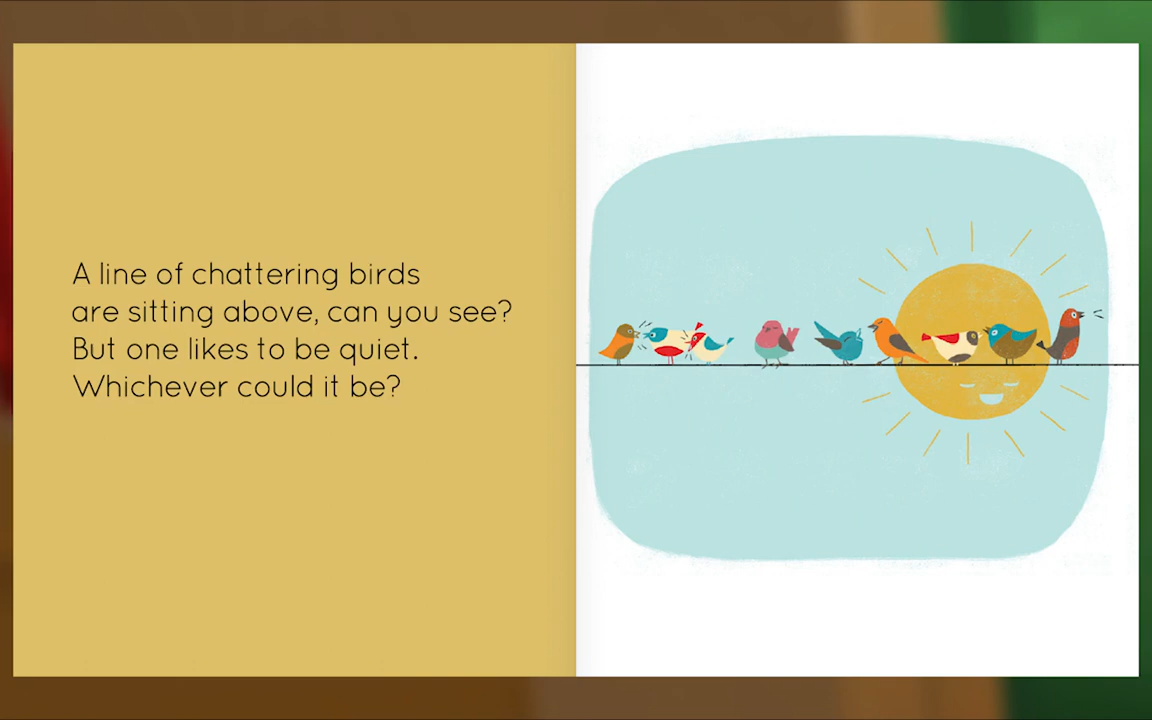 A line of chattering birds
are sitting above, can you see?
But one likes to be quiet.
Whichever could it be?